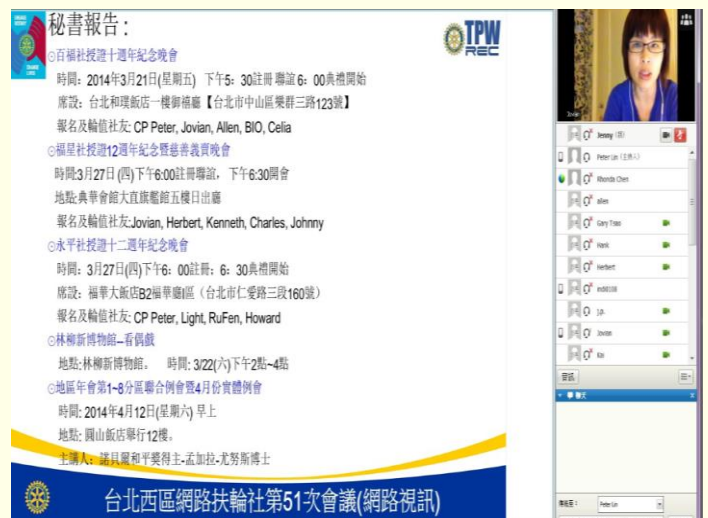 ENGAGE
ROTARY
CHANGE
LIVES
秘書報告：
TPW
REC
⊙百福社授證十週年紀念晚會
時間：2014年3月21日(星期五) 下午5：30註冊聯誼6：00典禮開始
席設：台北和璞飯店一樓御禧廳【台北市中山區樂群三路123號】
報名及輪值社友: CP Peter, Jovian, Allen, BIO, Celia
⊙福星社授證12週年紀念暨慈善義賣晚會
時間:3月27日 (四)下午6:00註冊聯誼，下午6:30開會
地點:典華會館大直旗艦館五樓日出廳
報名及輪值社友:Jovian, Herbert, Kenneth, Charles, Johnny
⊙永平社授證十二週年紀念晚會
時間：3月27日(四)下午6：00註冊；6：30典禮開始
席設：福華大飯店B2福華廳I區（台北市仁愛路三段160號）
報名及輪值社友: CP Peter, Light, RuFen, Howard
⊙林柳新博物館–看偶戲
地點:林柳新博物館。 時間: 3/22(六)下午2點~4點
⊙地區年會第1~8分區聯合例會暨4月份實體例會
時間: 2014年4月12日(星期六) 早上
地點: 圓山飯店舉行12樓。
主講人：諾貝爾和平獎得主-孟加拉-尤努斯博士
台北西區網路扶輪社第51次會議(網路視訊)
Jovian
Jenny (我)
Peter Lin (主持人)
Rhonda Chen
allen
Gary Tsao
Hank
Herbert
J.p.
Jovian
Kai
音訊
聊天
傳送至：
Peter Lin